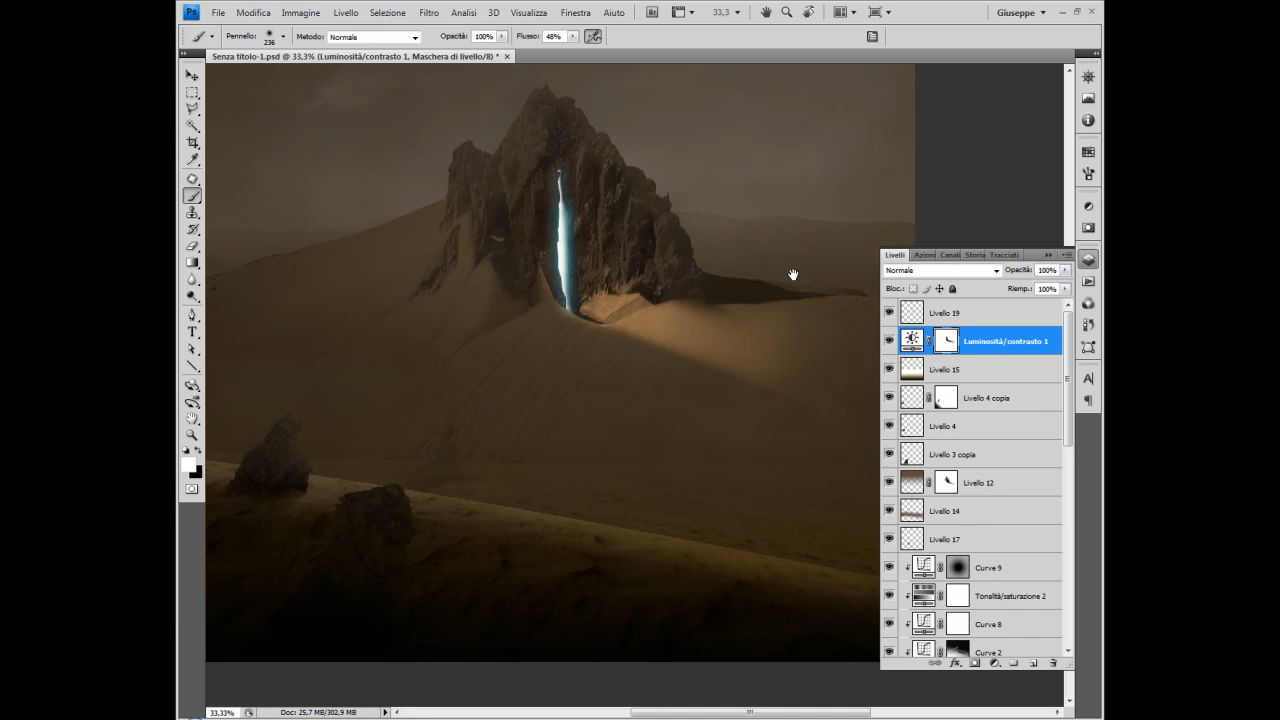 Ps File Modifica Immagine Livello Selezione Filtro Analisi 3D Visualizza Finestra Aiuto Br 33,3 Giuseppe
Pennello: 236 Metodo: Normale Opacità: 100% Flusso: 48%
Senza titolo-1.psd @ 33,3% (Luminosità/contrasto 1, Maschera di livello/8) *
Livelli Azioni Canali Storia Tracciati
Normale Opacità: 100%
Bloc.: Riemp.: 100%
Livello 19
Luminosità/contrasto 1
Livello 15
Livello 4 copia
Livello 4
Livello 3 copia
Livello 12
Livello 14
Livello 17
Curve 9
Tonalità/saturazione 2
Curve 8
Curve 2
33,33% Doc: 25,7 MB/302,9 MB